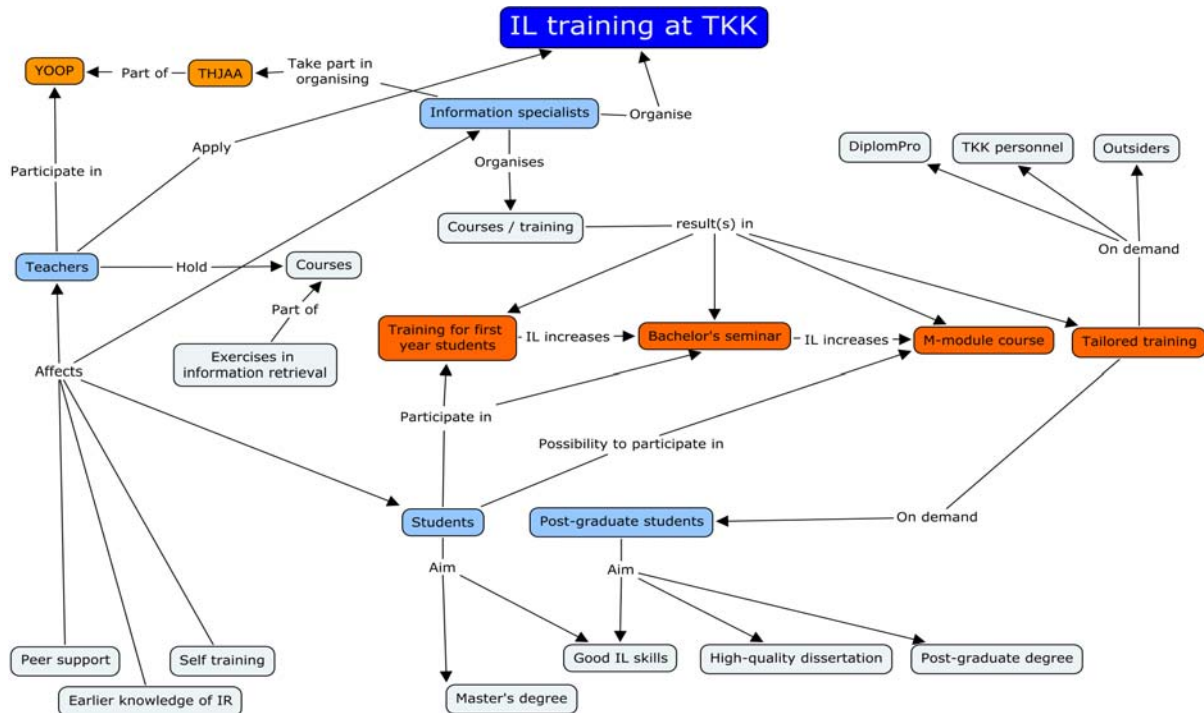 IL training at TKK
YOOP
Part of
THJAA
Take part in
organising
Information specialists
Organise
Apply
Organises
DiplomPro
TKK personnel
Outsiders
Participate in
Courses / training
result(s) in
On demand
Teachers
Hold
Courses
Part of
Training for first
year students
IL increases
Bachelor's seminar
IL increases
M-module course
Tailored training
Exercises in
information retrieval
Affects
Participate in
Possibility to participate in
Students
Post-graduate students
On demand
Aim
Aim
Peer support
Self training
Good IL skills
High-quality dissertation
Post-graduate degree
Earlier knowledge of IR
Master's degree